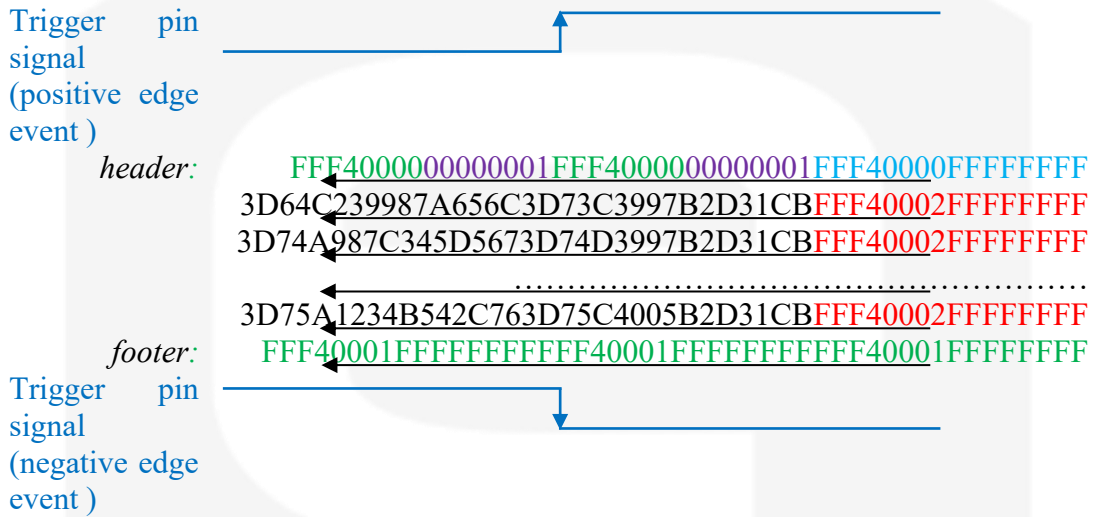 Trigger pin
signal
(positive edge
event )
header: FFF4000000000001FFF4000000000001FFF40000FFFFFFFF
3D64C239987A656C3D73C3997B2D31CBFFF40002FFFFFFFF
3D74A987C345D5673D74D3997B2D31CBFFF40002FFFFFFFF
……………………………………………
3D75A1234B542C763D75C4005B2D31CBFFF40002FFFFFFFF
footer: FFF40001FFFFFFFFFFF40001FFFFFFFFFFF40001FFFFFFFF
Trigger pin
signal
(negative edge
event )